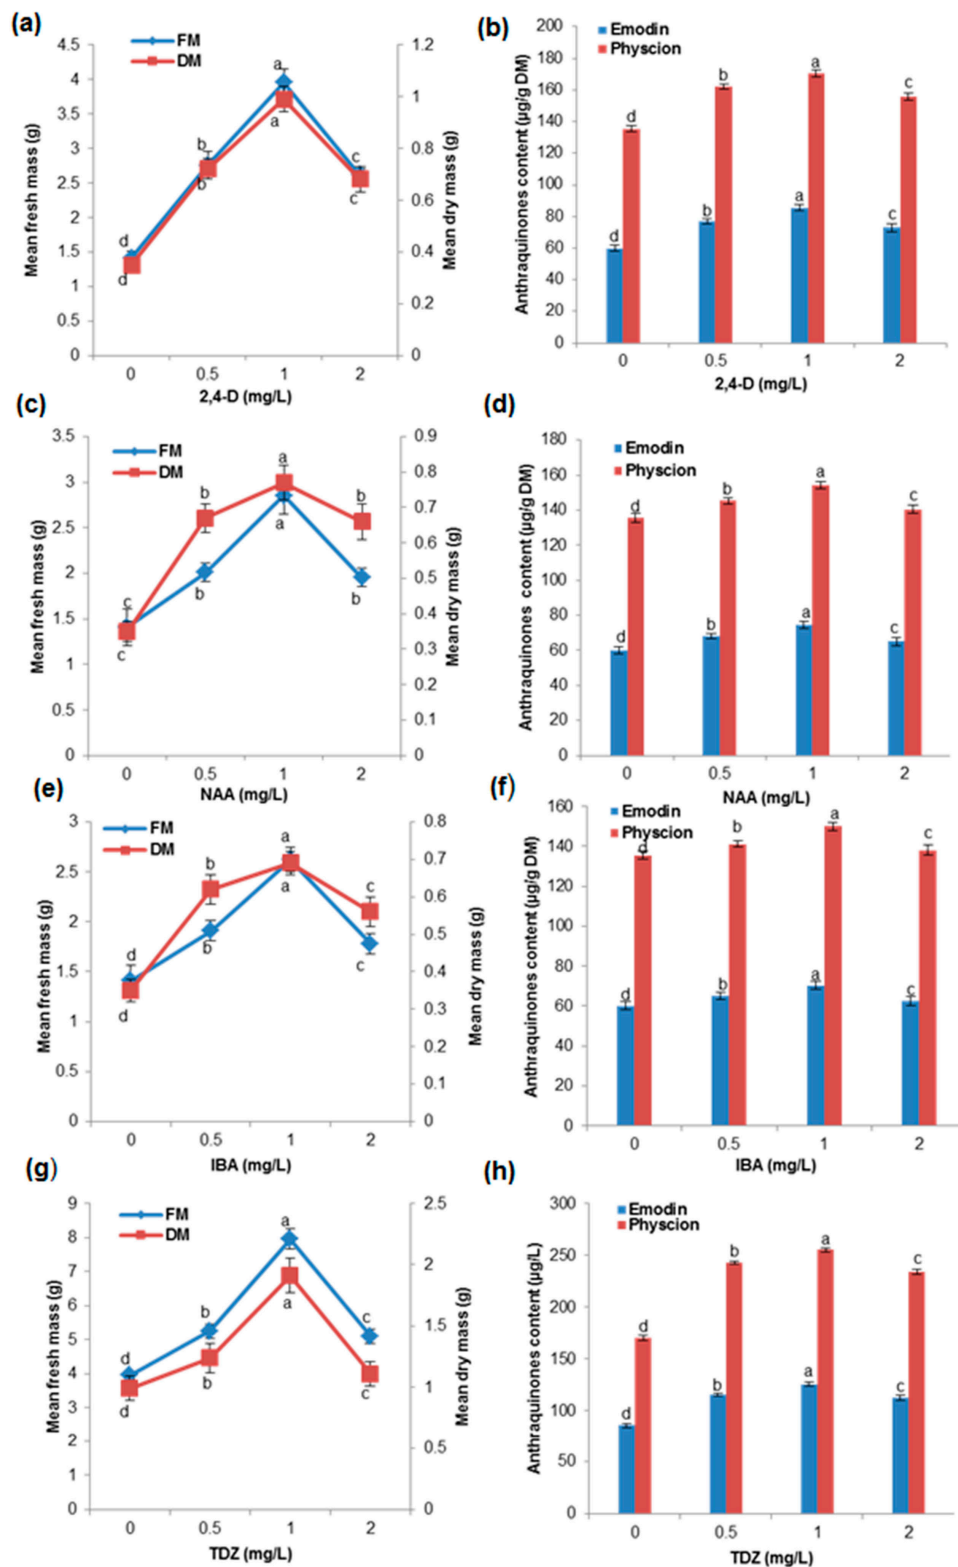 (a)
FM
DM
4.5
4
3.5
3
2.5
2
1.5
1
0.5
0
Mean fresh mass (g)
1.2
1
0.8
0.6
0.4
0.2
0
Mean dry mass (g)
d
d
b
b
a
a
c
c
0 0.5 1 2
2,4-D (mg/L)
(b)
Emodin
Physcion
200
180
160
140
120
100
80
60
40
20
0
Anthraquinones content (µg/g DM)
d d b b a a c c
0 0.5 1 2
2,4-D (mg/L)
(c)
FM
DM
3.5
3
2.5
2
1.5
1
0.5
0
Mean fresh mass (g)
0.9
0.8
0.7
0.6
0.5
0.4
0.3
0.2
0.1
0
Mean dry mass (g)
c
c
b
b
a
a
b
b
0 0.5 1 2
NAA (mg/L)
(d)
Emodin
Physcion
180
160
140
120
100
80
60
40
20
0
Anthraquinones content (µg/g DM)
d d b b a a c c
0 0.5 1 2
NAA (mg/L)
(e)
FM
DM
3
2.5
2
1.5
1
0.5
0
Mean fresh mass (g)
0.8
0.7
0.6
0.5
0.4
0.3
0.2
0.1
0
Mean dry mass (g)
d
d
b
b
a
a
c
c
0 0.5 1 2
IBA (mg/L)
(f)
Emodin
Physcion
160
140
120
100
80
60
40
20
0
Anthraquinones content (µg/g DM)
d d b b a a c c
0 0.5 1 2
IBA (mg/L)
(g)
FM
DM
9
8
7
6
5
4
3
2
1
0
Mean fresh mass (g)
2.5
2
1.5
1
0.5
0
Mean dry mass (g)
d
d
b
b
a
a
c
c
0 0.5 1 2
TDZ (mg/L)
(h)
Emodin
Physcion
300
250
200
150
100
50
0
Anthraquinones content (µg/L)
d d b b a a c c
0 0.5 1 2
TDZ (mg/L)